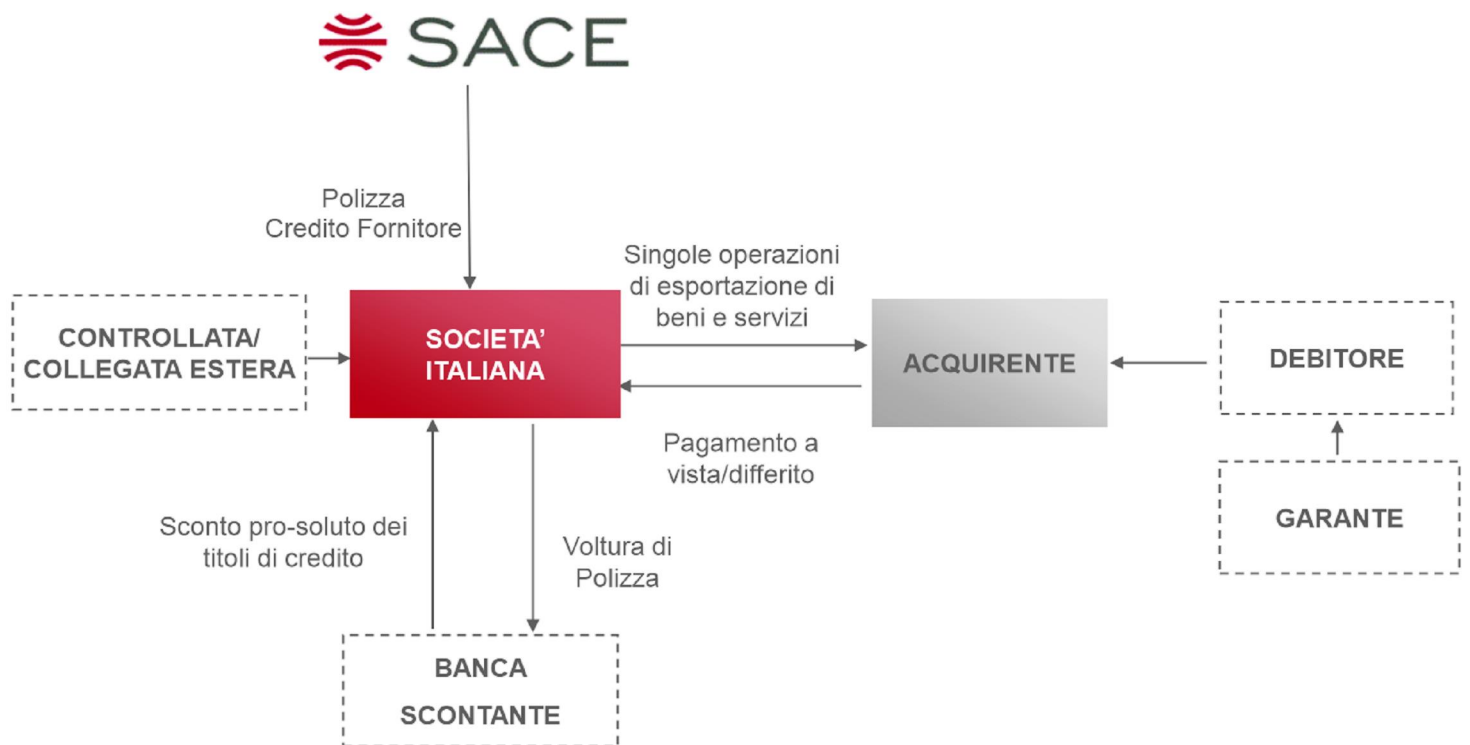 SACE
Polizza
Credito Fornitore
Singole operazioni
di esportazione di
beni e servizi
CONTROLLATA/
COLLEGATA ESTERA
SOCIETA’
ITALIANA
ACQUIRENTE
DEBITORE
Pagamento a
vista/differito
GARANTE
Sconto pro-soluto dei
titoli di credito
Voltura di
Polizza
BANCA
SCONTANTE